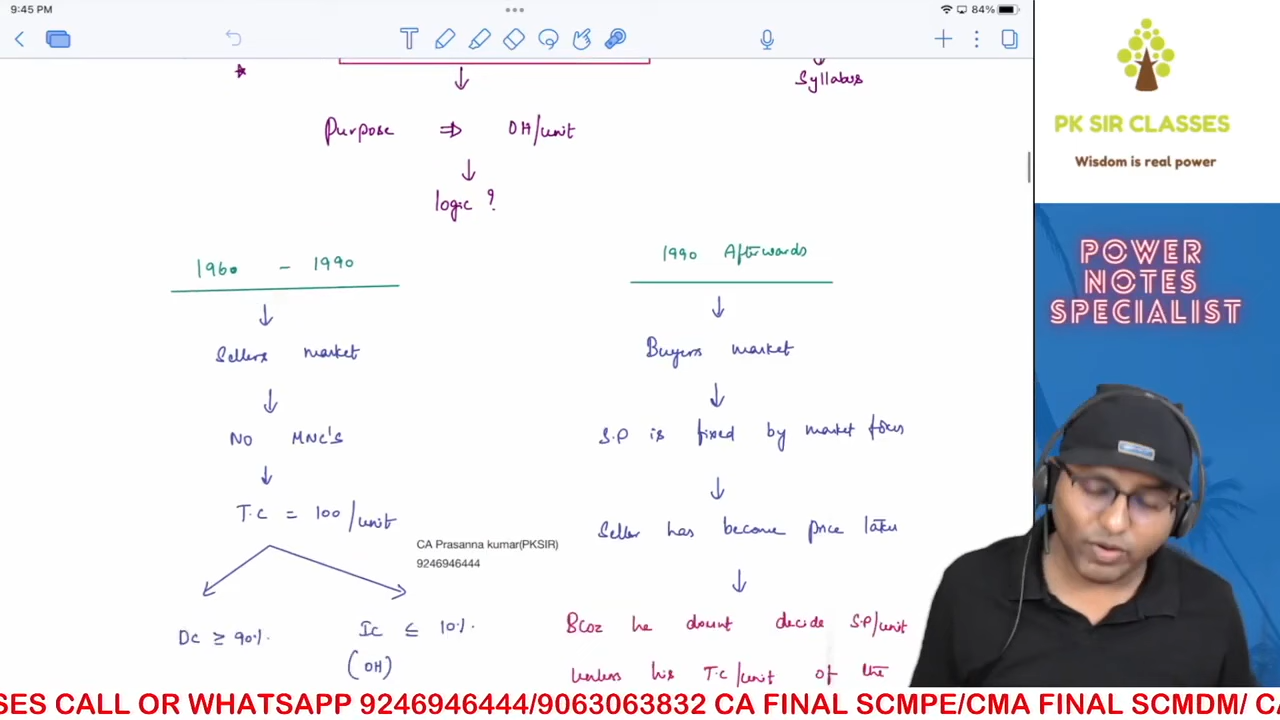 9:45 PM
84%
Syllabus
Purpose ⇒ OH/unit
logic ?
1960 - 1990
Sellers market
NO MNC'S
T.C = 100/unit
DC ≥ 90%.
IC ≤ 10%.
(OH)
1990 Afterwards
Buyers market
S.P is fixed by market
Seller has become price
Bcoz he decide S.P/unit
unless his T.C/unit of the
CA Prasanna kumar(PKSIR)
9246946444
PK SIR CLASSES
Wisdom is real power
POWER
NOTES
SPECIALIST
SES CALL OR WHATSAPP 9246946444/9063063832 CA FINAL SCMPE/CMA FINAL SCMDM/ CA